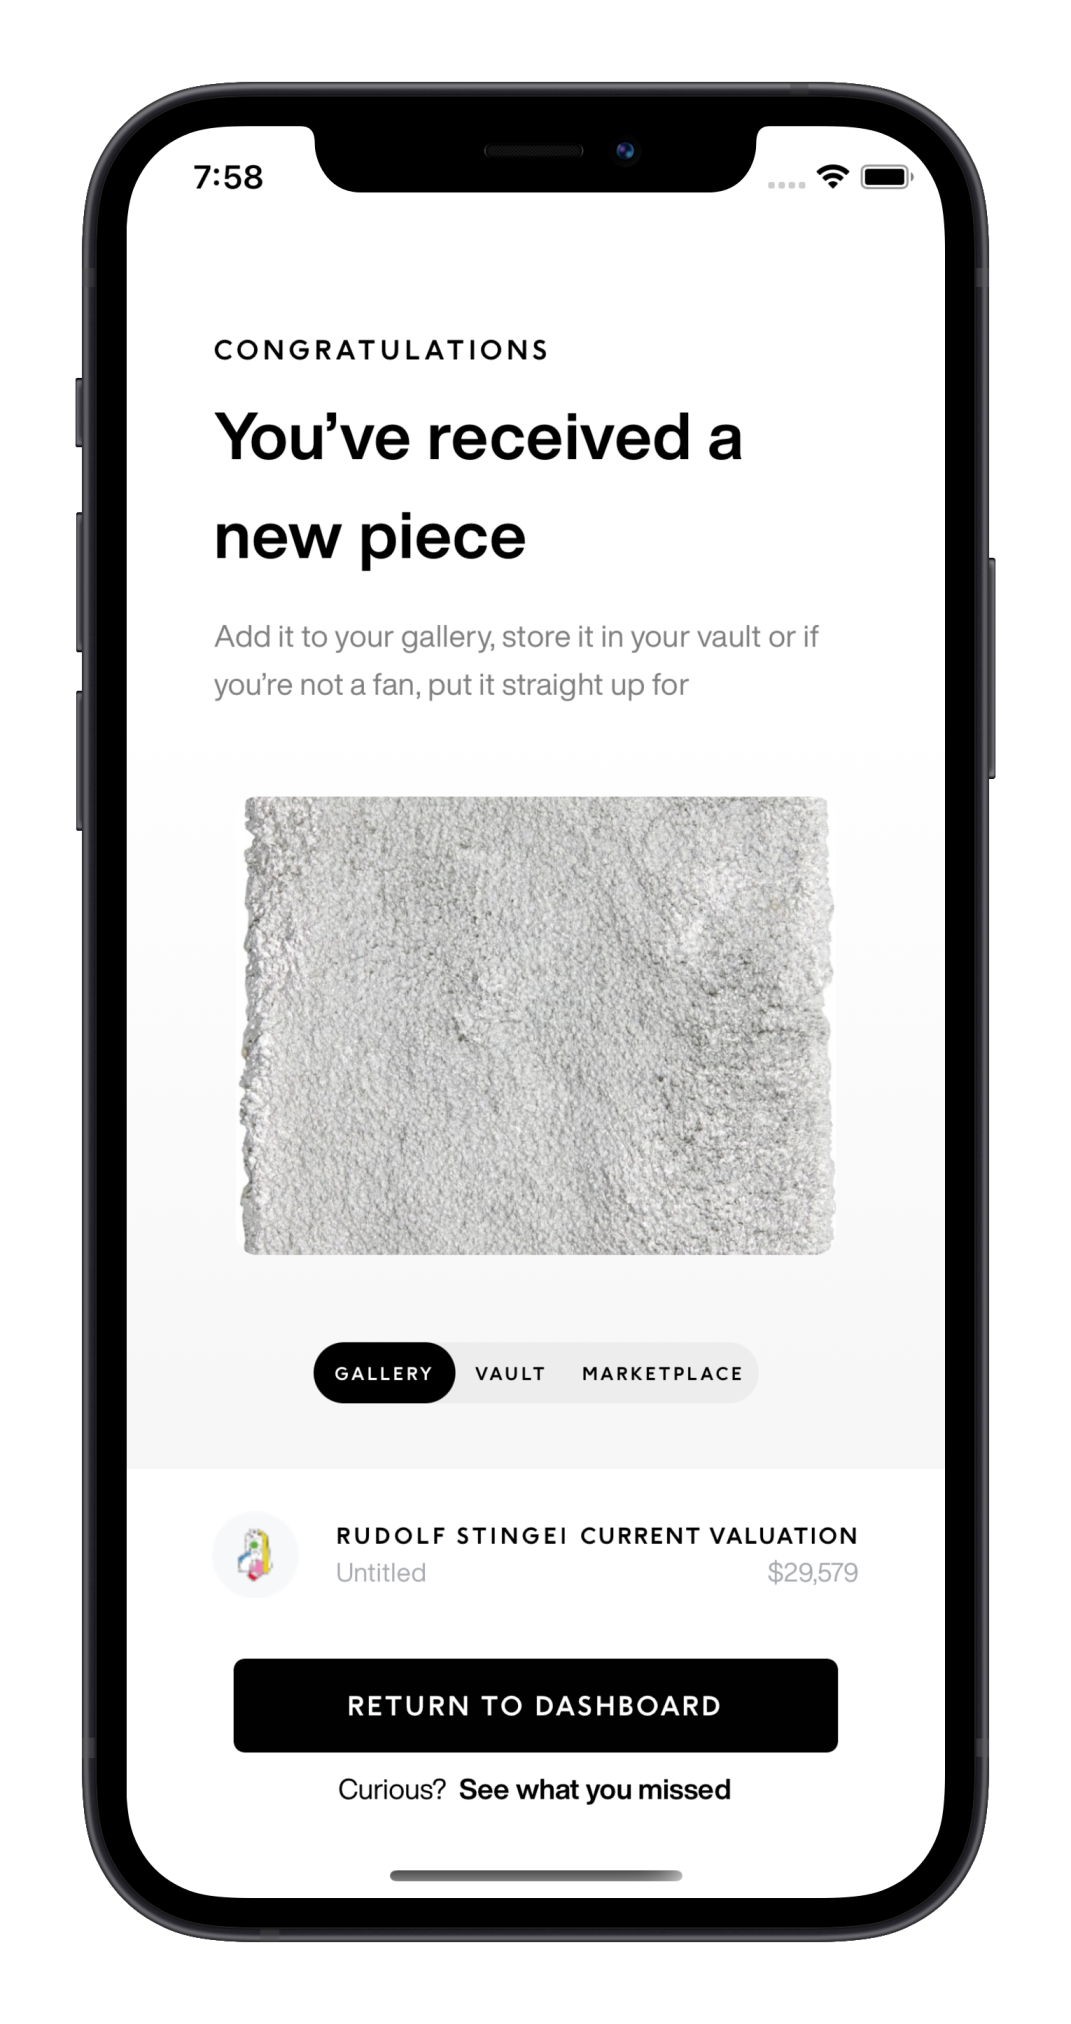 7:58
CONGRATULATIONS
You’ve received a
new piece
Add it to your gallery, store it in your vault or if
you’re not a fan, put it straight up for
GALLERY VAULT MARKETPLACE
RUDOLF STINGEI CURRENT VALUATION
Untitled $29,579
RETURN TO DASHBOARD
Curious? See what you missed